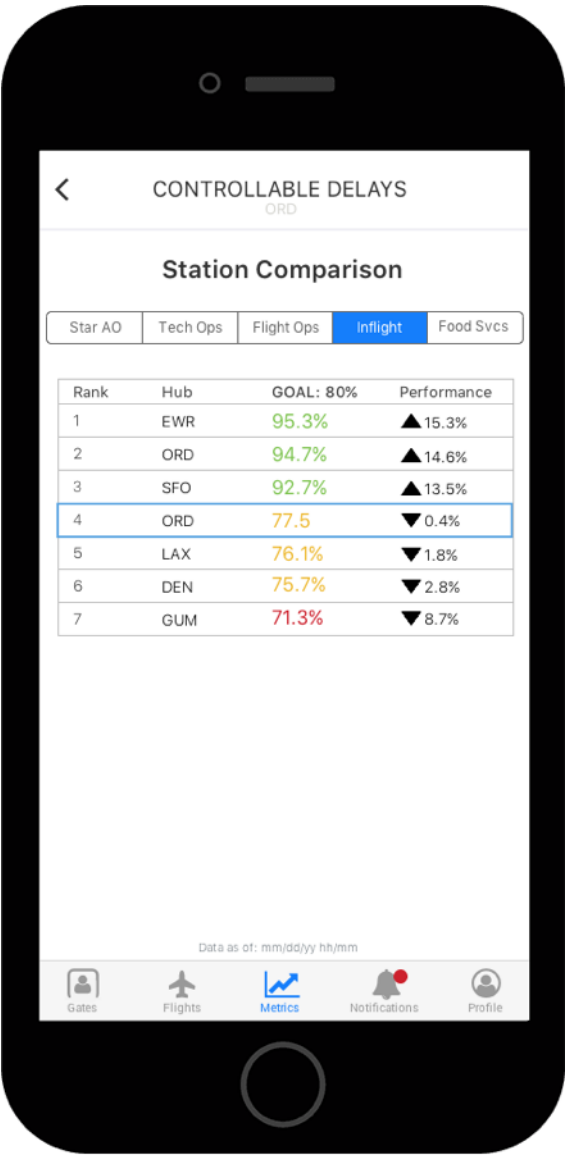 CONTROLLABLE DELAYS
ORD
Station Comparison
Star AO Tech Ops Flight Ops Inflight Food Svcs
Rank Hub GOAL: 80% Performance
1 EWR 95.3% ▲15.3%
2 ORD 94.7% ▲14.6%
3 SFO 92.7% ▲13.5%
4 ORD 77.5 ▼0.4%
5 LAX 76.1% ▼1.8%
6 DEN 75.7% ▼2.8%
7 GUM 71.3% ▼8.7%
Data as of: mm/dd/yy hh/mm
Gates Flights Metrics Notifications Profile